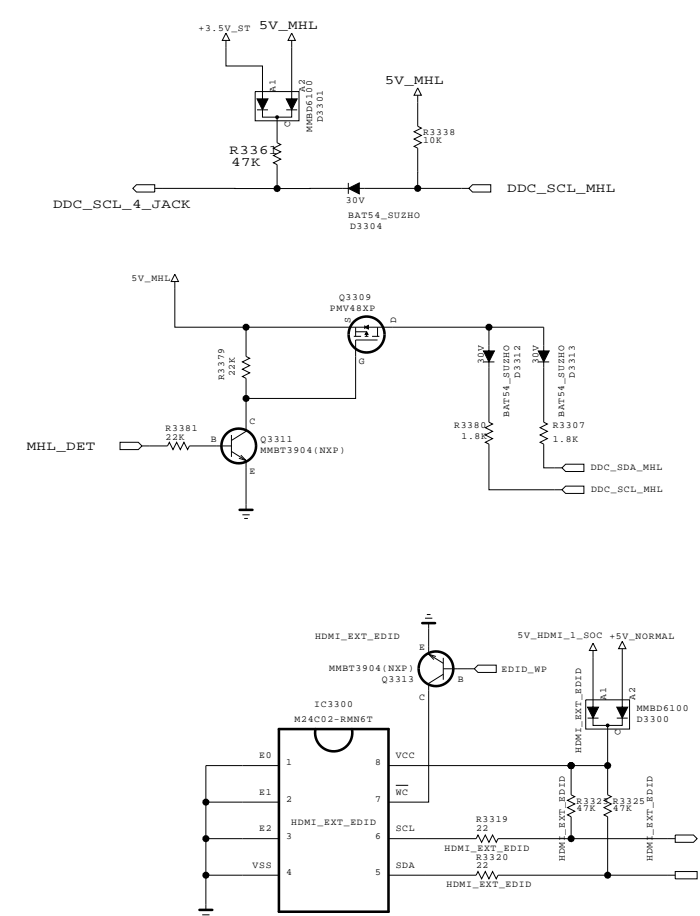 +3.5V_ST
5V_MHL
A1
A2
MMBD6100
D3301
C
5V_MHL
R3361
47K
R3338
10K
DDC_SCL_4_JACK
30V
BAT54_SUZHO
D3304
DDC_SCL_MHL
5V_MHL
Q3309
PMV48XP
S
D
G
R3379
22K
30V
BAT54_SUZHO
D3312
30V
BAT54_SUZHO
D3313
MHL_DET
R3381
22K
B
C
E
Q3311
MMBT3904(NXP)
R3380
1.8K
R3307
1.8K
DDC_SDA_MHL
DDC_SCL_MHL
HDMI_EXT_EDID
E
MMBT3904(NXP)
Q3313
B
C
EDID_WP
5V_HDMI_1_SOC
+5V_NORMAL
HDMI_EXT_EDID
A1
A2
MMBD6100
D3300
C
IC3300
M24C02-RMN6T
E0
1
8
VCC
E1
2
7
WC
E2
3
6
SCL
VSS
4
5
SDA
HDMI_EXT_EDID
R3319
22
HDMI_EXT_EDID
R3320
22
HDMI_EXT_EDID
47K
HDMI_EXT_EDID
R3325
47K
HDMI_EXT_EDID